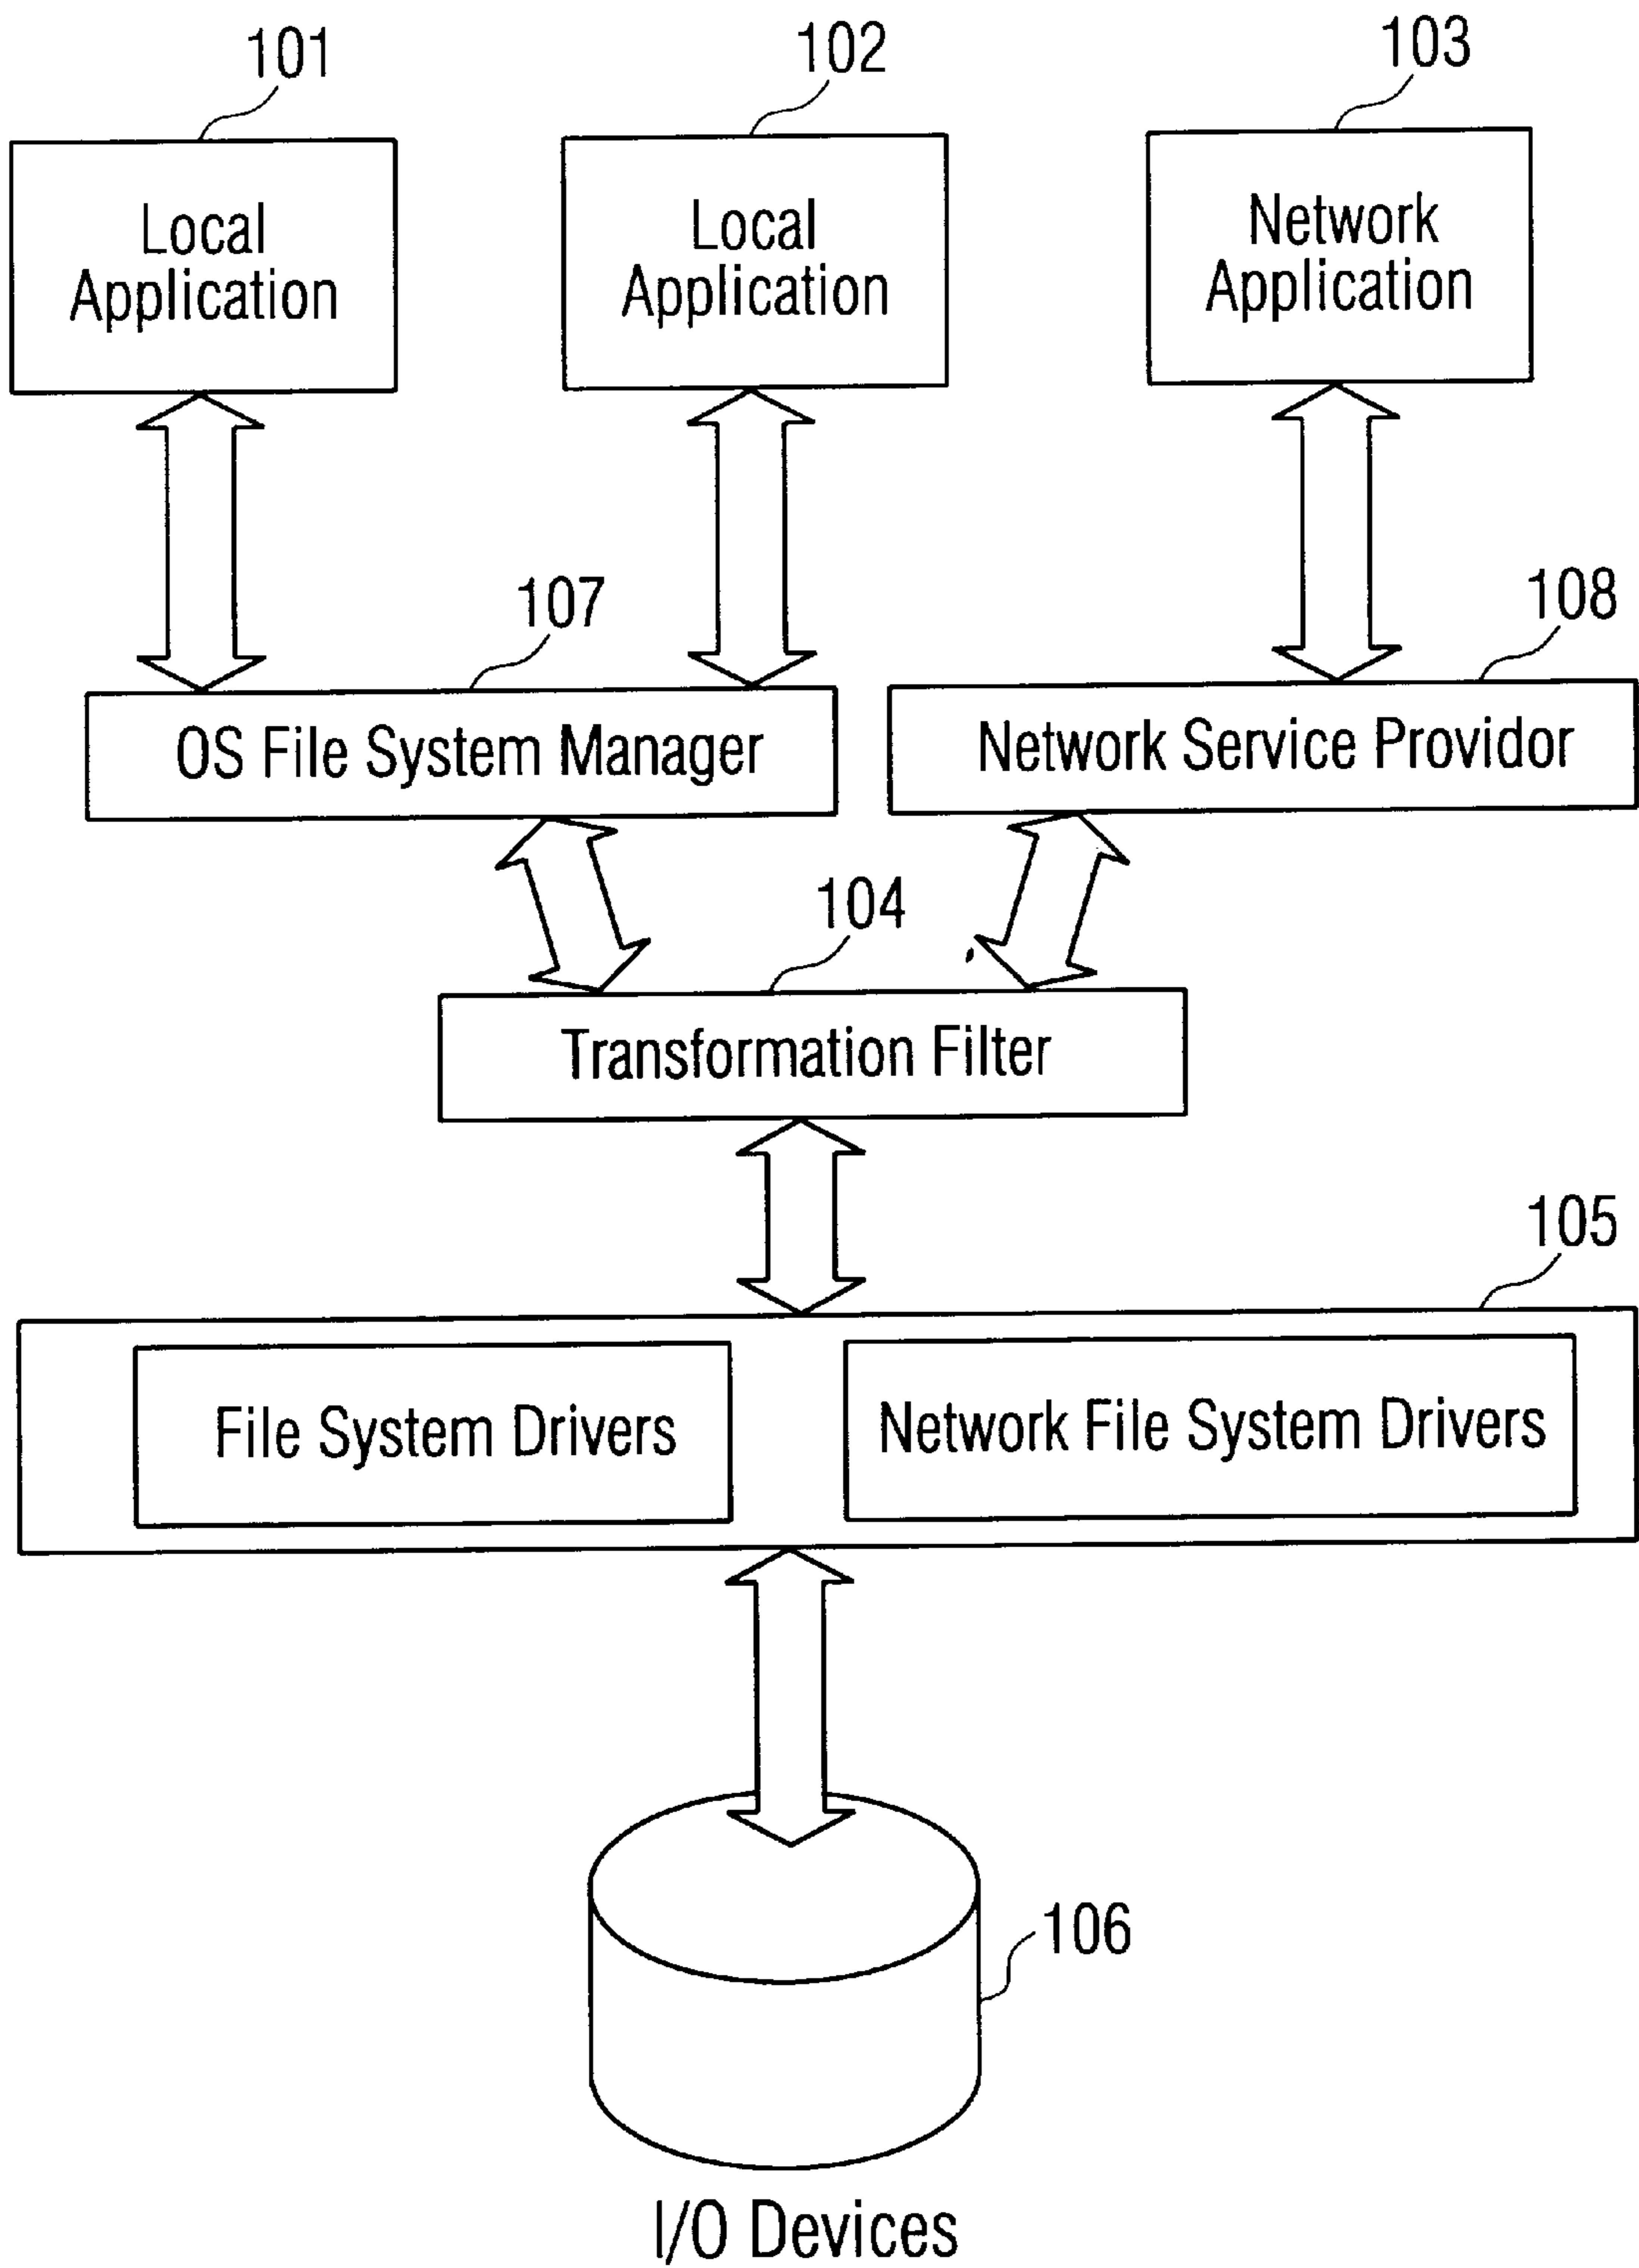 101
102
103
Local
Application
Local
Application
Network
Application
107
108
OS File System Manager
Network Service Providor
104
Transformation Filter
105
File System Drivers
Network File System Drivers
106
I/O Devices